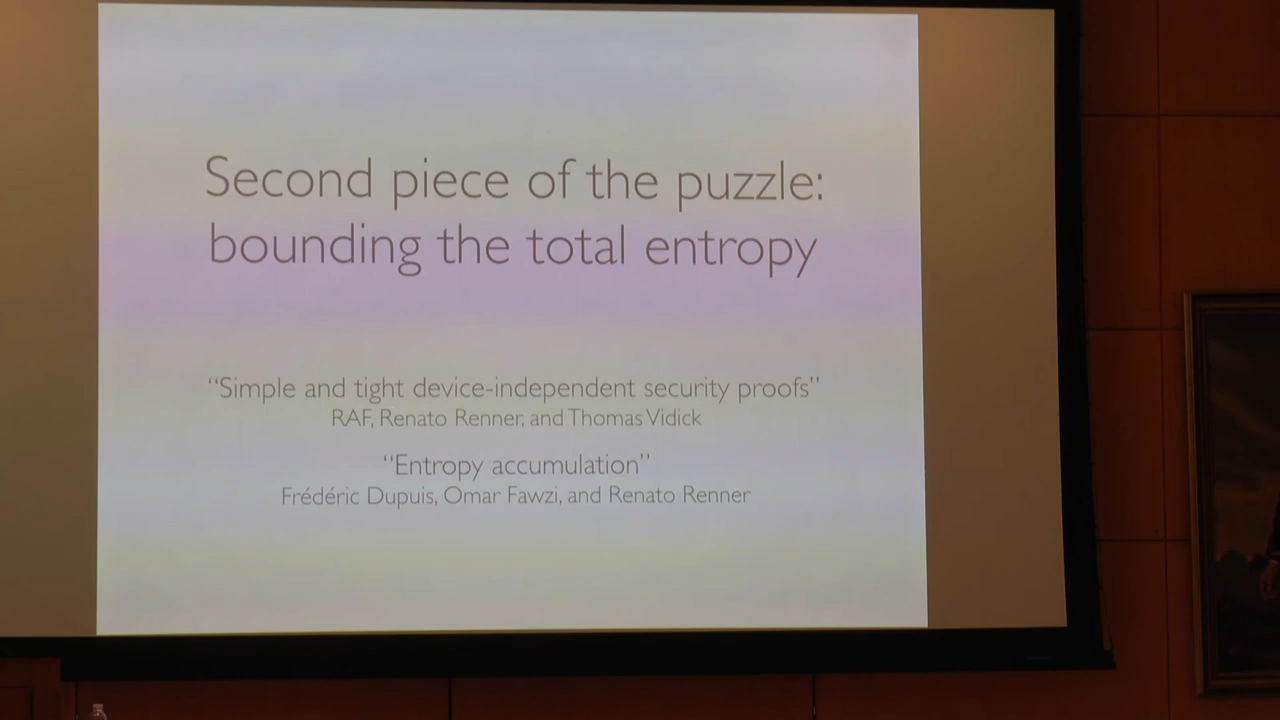 Second piece of the puzzle:
bounding the total entropy
“Simple and tight device-independent security proofs”
RAF, Renato Renner, and Thomas Vidick
“Entropy accumulation”
Frédéric Dupuis, Omar Fawzi, and Renato Renner